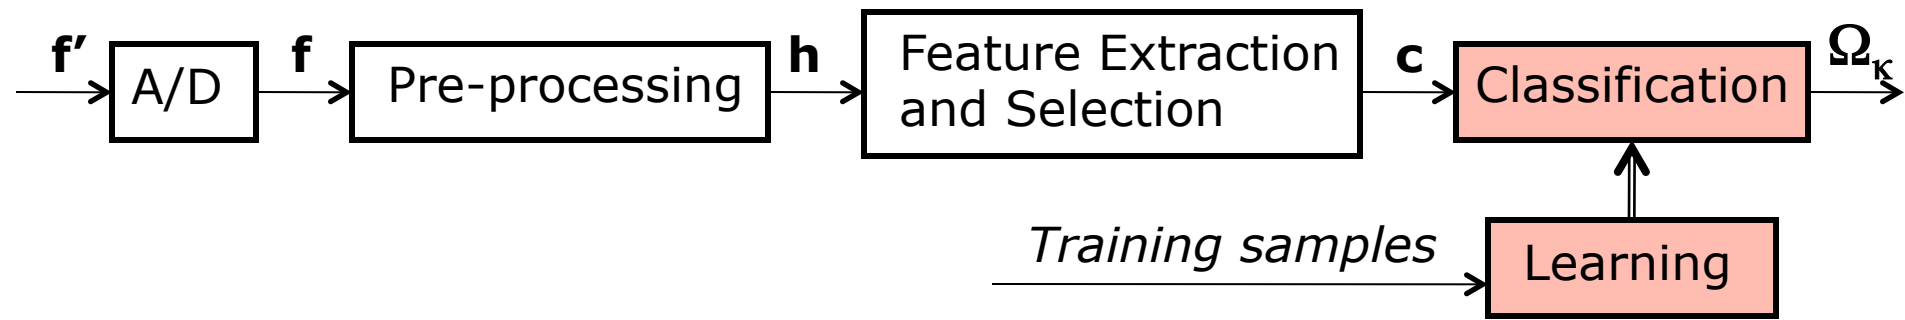 f’
A/D
f
Pre-processing
h
Feature Extraction
and Selection
c
Classification
Ωκ
Training samples
Learning